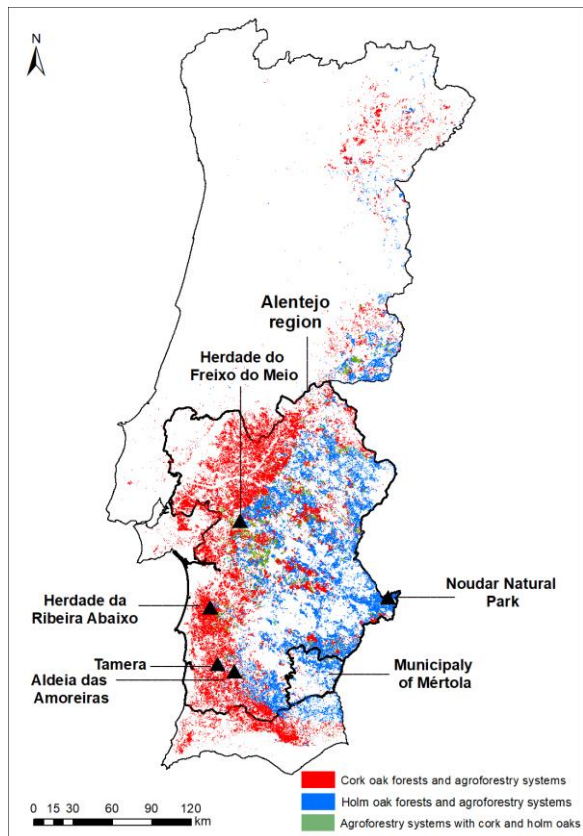 N
Alentejo
region
Herdade do
Freixo do Meio
Herdade da
Ribeira Abaixo
Noudar Natural
Park
Tamera
Aldeia das
Amoreiras
Municipaly
of Mértola
Cork oak forests and agroforestry systems
Holm oak forests and agroforestry systems
Agroforestry systems with cork and holm oaks
0 15 30 60 90 120
km